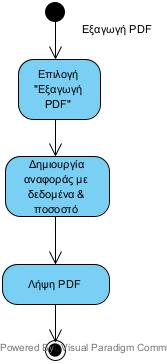 Εξαγωγή PDF
Επιλογή
"Εξαγωγή
PDF"
Δημιουργία
αναφοράς με
δεδομένα &
ποσοστό
Λήψη PDF
Powered By Visual Paradigm Comm